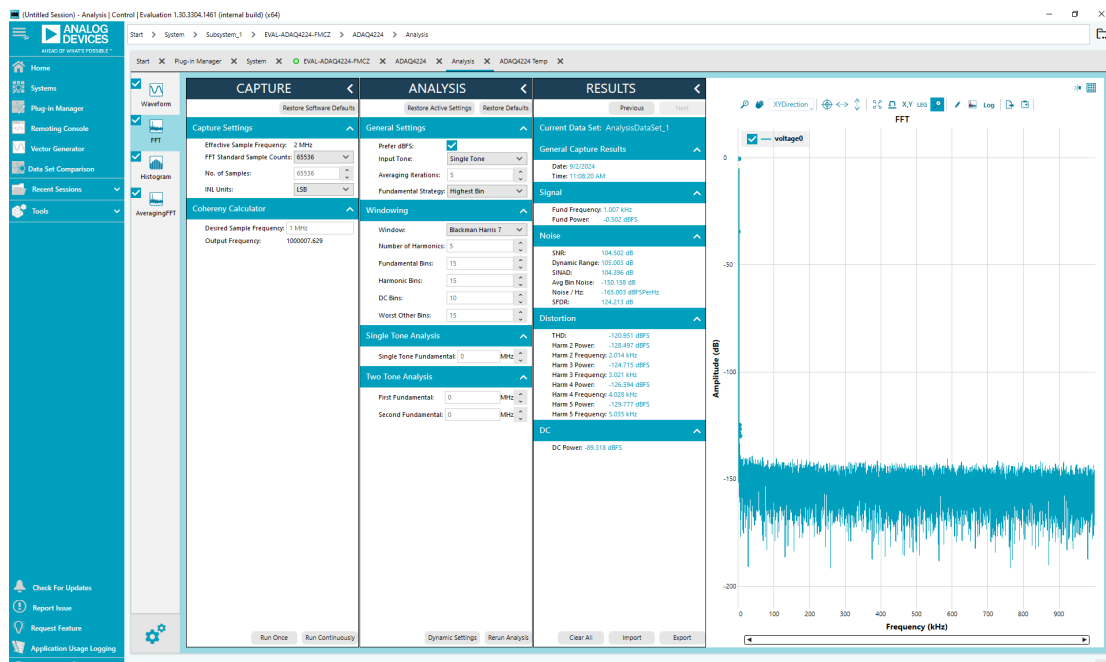 (Untitled Session) - Analysis | Control | Evaluation 1.30.3304.1461 (internal build) (x64)
ANALOG
DEVICES
AHEAD OF WHAT'S POSSIBLE
Start > System > Subsystem_1 > EVAL-ADAQ4224-FMCZ > ADAQ4224 > Analysis
Start X Plug-in Manager X System X EVAL-ADAQ4224-FMCZ X ADAQ4224 X Analysis X ADAQ4224 Temp X
Home
Systems
Plug-in Manager
Remoting Console
Vector Generator
Data Set Comparison
Recent Sessions
Tools
Check For Updates
Report Issue
Request Feature
Application Usage Logging
Waveform
FFT
Histogram
AveragingFFT
CAPTURE
Restore Software Defaults
Capture Settings
Effective Sample Frequency: 2 MHz
FFT Standard Sample Counts: 65536
No. of Samples: 65536
INL Units: LSB
Cohereny Calculator
Desired Sample Frequency: 1 MHz
Output Frequency: 1000007.629
Run Once Run Continuously
ANALYSIS
Restore Active Settings Restore Defaults
General Settings
Prefer dBFS:
Input Tone: Single Tone
Averaging Iterations: 5
Fundamental Strategy: Highest Bin
Windowing
Window: Blackman Harris 7
Number of Harmonics: 5
Fundamental Bins: 15
Harmonic Bins: 15
DC Bins: 10
Worst Other Bins: 15
Single Tone Analysis
Single Tone Fundamental: 0 MHz
Two Tone Analysis
First Fundamental: 0 MHz
Second Fundamental: 0 MHz
Dynamic Settings Rerun Analysis
RESULTS
Previous Next
Current Data Set: AnalysisDataSet_1
General Capture Results
Date: 9/2/2024
Time: 11:08:20 AM
Signal
Fund Frequency: 1.007 kHz
Fund Power: -0.502 dBFS
Noise
SNR: 104.502 dB
Dynamic Range: 105.003 dB
SINAD: 104.396 dB
Avg Bin Noise: -150.158 dB
Noise / Hz: -165.003 dBFSPerHz
SFDR: 124.213 dB
Distortion
THD: -120.951 dBFS
Harm 2 Power: -128.497 dBFS
Harm 2 Frequency: 2.014 kHz
Harm 3 Power: -124.715 dBFS
Harm 3 Frequency: 3.021 kHz
Harm 4 Power: -126.594 dBFS
Harm 4 Frequency: 4.028 kHz
Harm 5 Power: -129.777 dBFS
Harm 5 Frequency: 5.035 kHz
DC
DC Power: -89.318 dBFS
Clear All Import Export
XYDirection X,Y LEG Log
FFT
voltage0
0
-50
-100
-150
-200
Amplitude (dB)
0 100 200 300 400 500 600 700 800 900
Frequency (kHz)